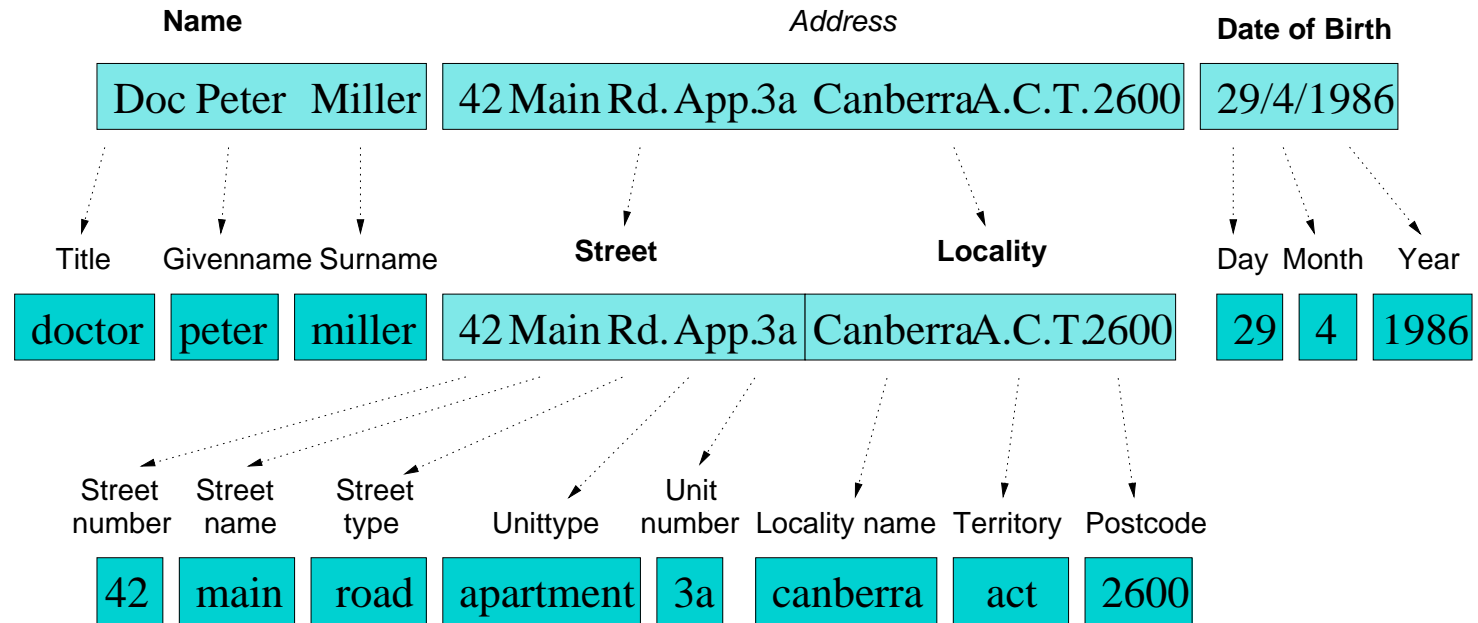 Name Address Date of Birth
Doc Peter Miller 42 Main Rd. App.3a Canberra A.C.T. 2600 29/4/1986
Title Givenname Surname Street Locality Day Month Year
doctor peter miller 42 Main Rd. App.3a Canberra A.C.T.2600 29 4 1986
Street Street Street Unit
number name type Unittype number Locality name Territory Postcode
42 main road apartment 3a canberra act 2600